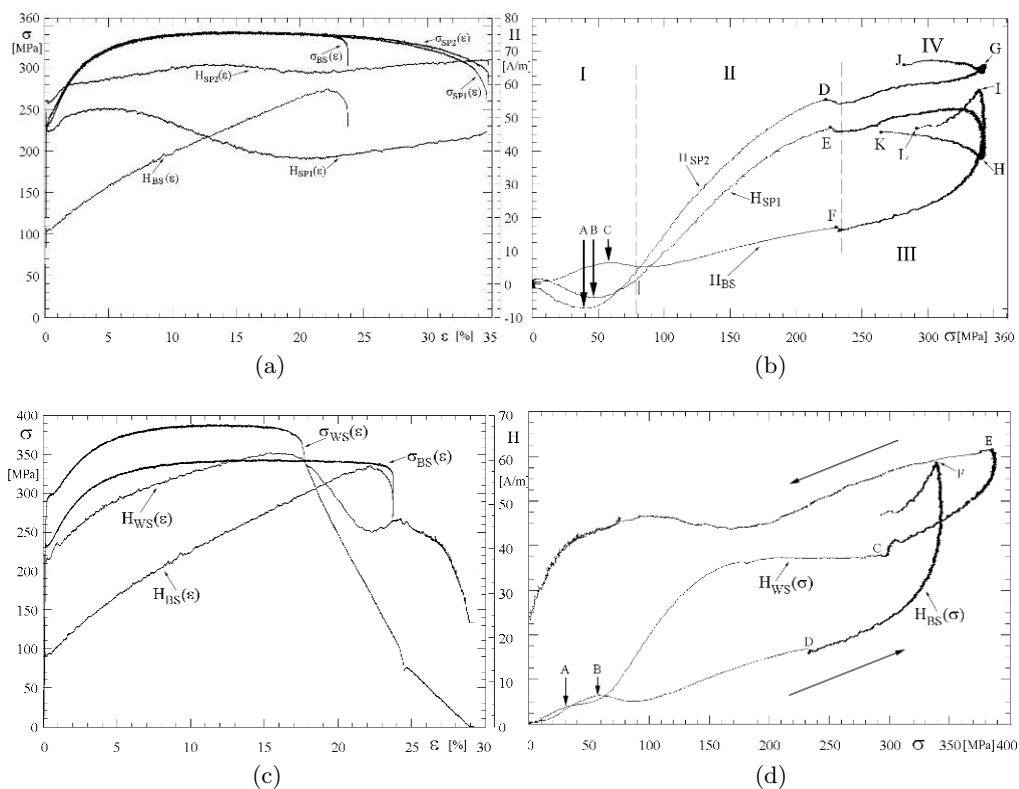 σ
[MPa]
360
300
250
200
150
100
50
0
0
5
10
15
20
25
ε [%]
35
H
[A/m]
80
70
60
50
40
30
20
10
0
-10
σSP2(ε)
σBS(ε)
HSP2(ε)
σSP1(ε)
HBS(ε)
HSP1(ε)
(a)
I
II
IV
III
J
G
I
D
E
K
L
H
F
HSP2
HSP1
A
B
C
HBS
0
50
100
150
200
250
300
σ[MPa]
360
(b)
400
σ
[MPa]
350
300
250
200
150
100
50
0
0
5
10
15
20
25
ε [%]
30
70
H
60
[A/m]
50
40
30
20
10
0
σWS(ε)
σBS(ε)
HWS(ε)
HBS(ε)
(c)
E
F
C
HWS(σ)
HBS(σ)
D
A
B
0
50
100
150
200
250
300
σ
350
[MPa]
400
(d)